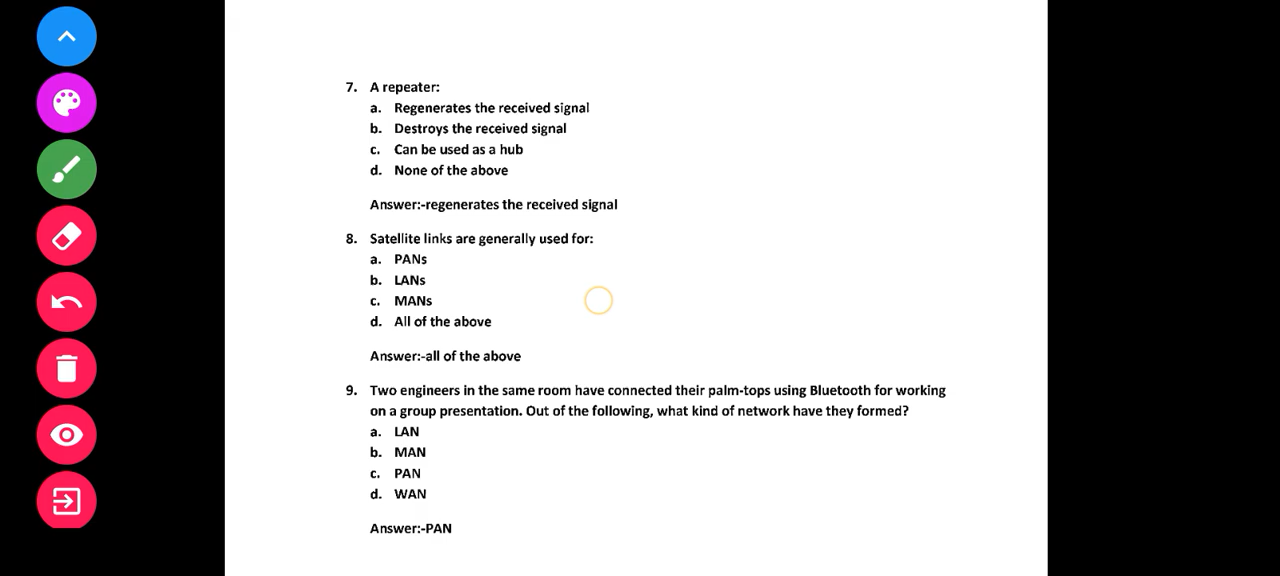 7. A repeater:
a. Regenerates the received signal
b. Destroys the received signal
c. Can be used as a hub
d. None of the above
Answer:-regenerates the received signal
8. Satellite links are generally used for:
a. PANs
b. LANs
c. MANs
d. All of the above
Answer:-all of the above
9. Two engineers in the same room have connected their palm-tops using Bluetooth for working
on a group presentation. Out of the following, what kind of network have they formed?
a. LAN
b. MAN
c. PAN
d. WAN
Answer:-PAN